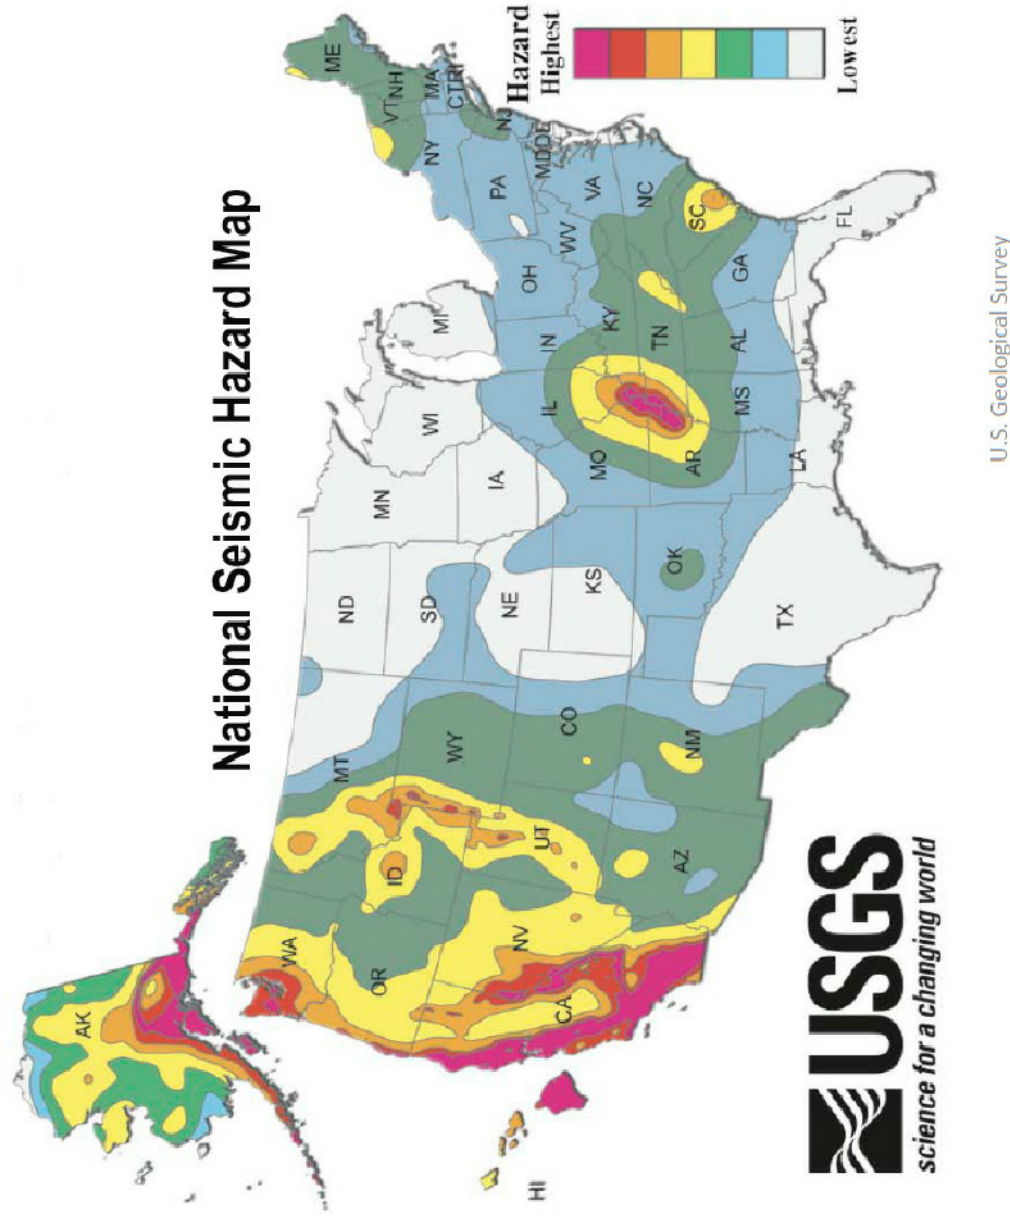 National Seismic Hazard Map
AK
HI
WA
OR
CA
NV
ID
UT
AZ
MT
WY
CO
NM
ND
SD
NE
KS
OK
TX
MN
IA
MO
AR
LA
WI
IL
MS
MI
IN
KY
TN
AL
OH
WV
GA
FL
PA
VA
NC
SC
NY
VT
NH
ME
MA
CT
RI
NJ
MD
DE
Hazard
Highest
Lowest
USGS
science for a changing world
U.S. Geological Survey